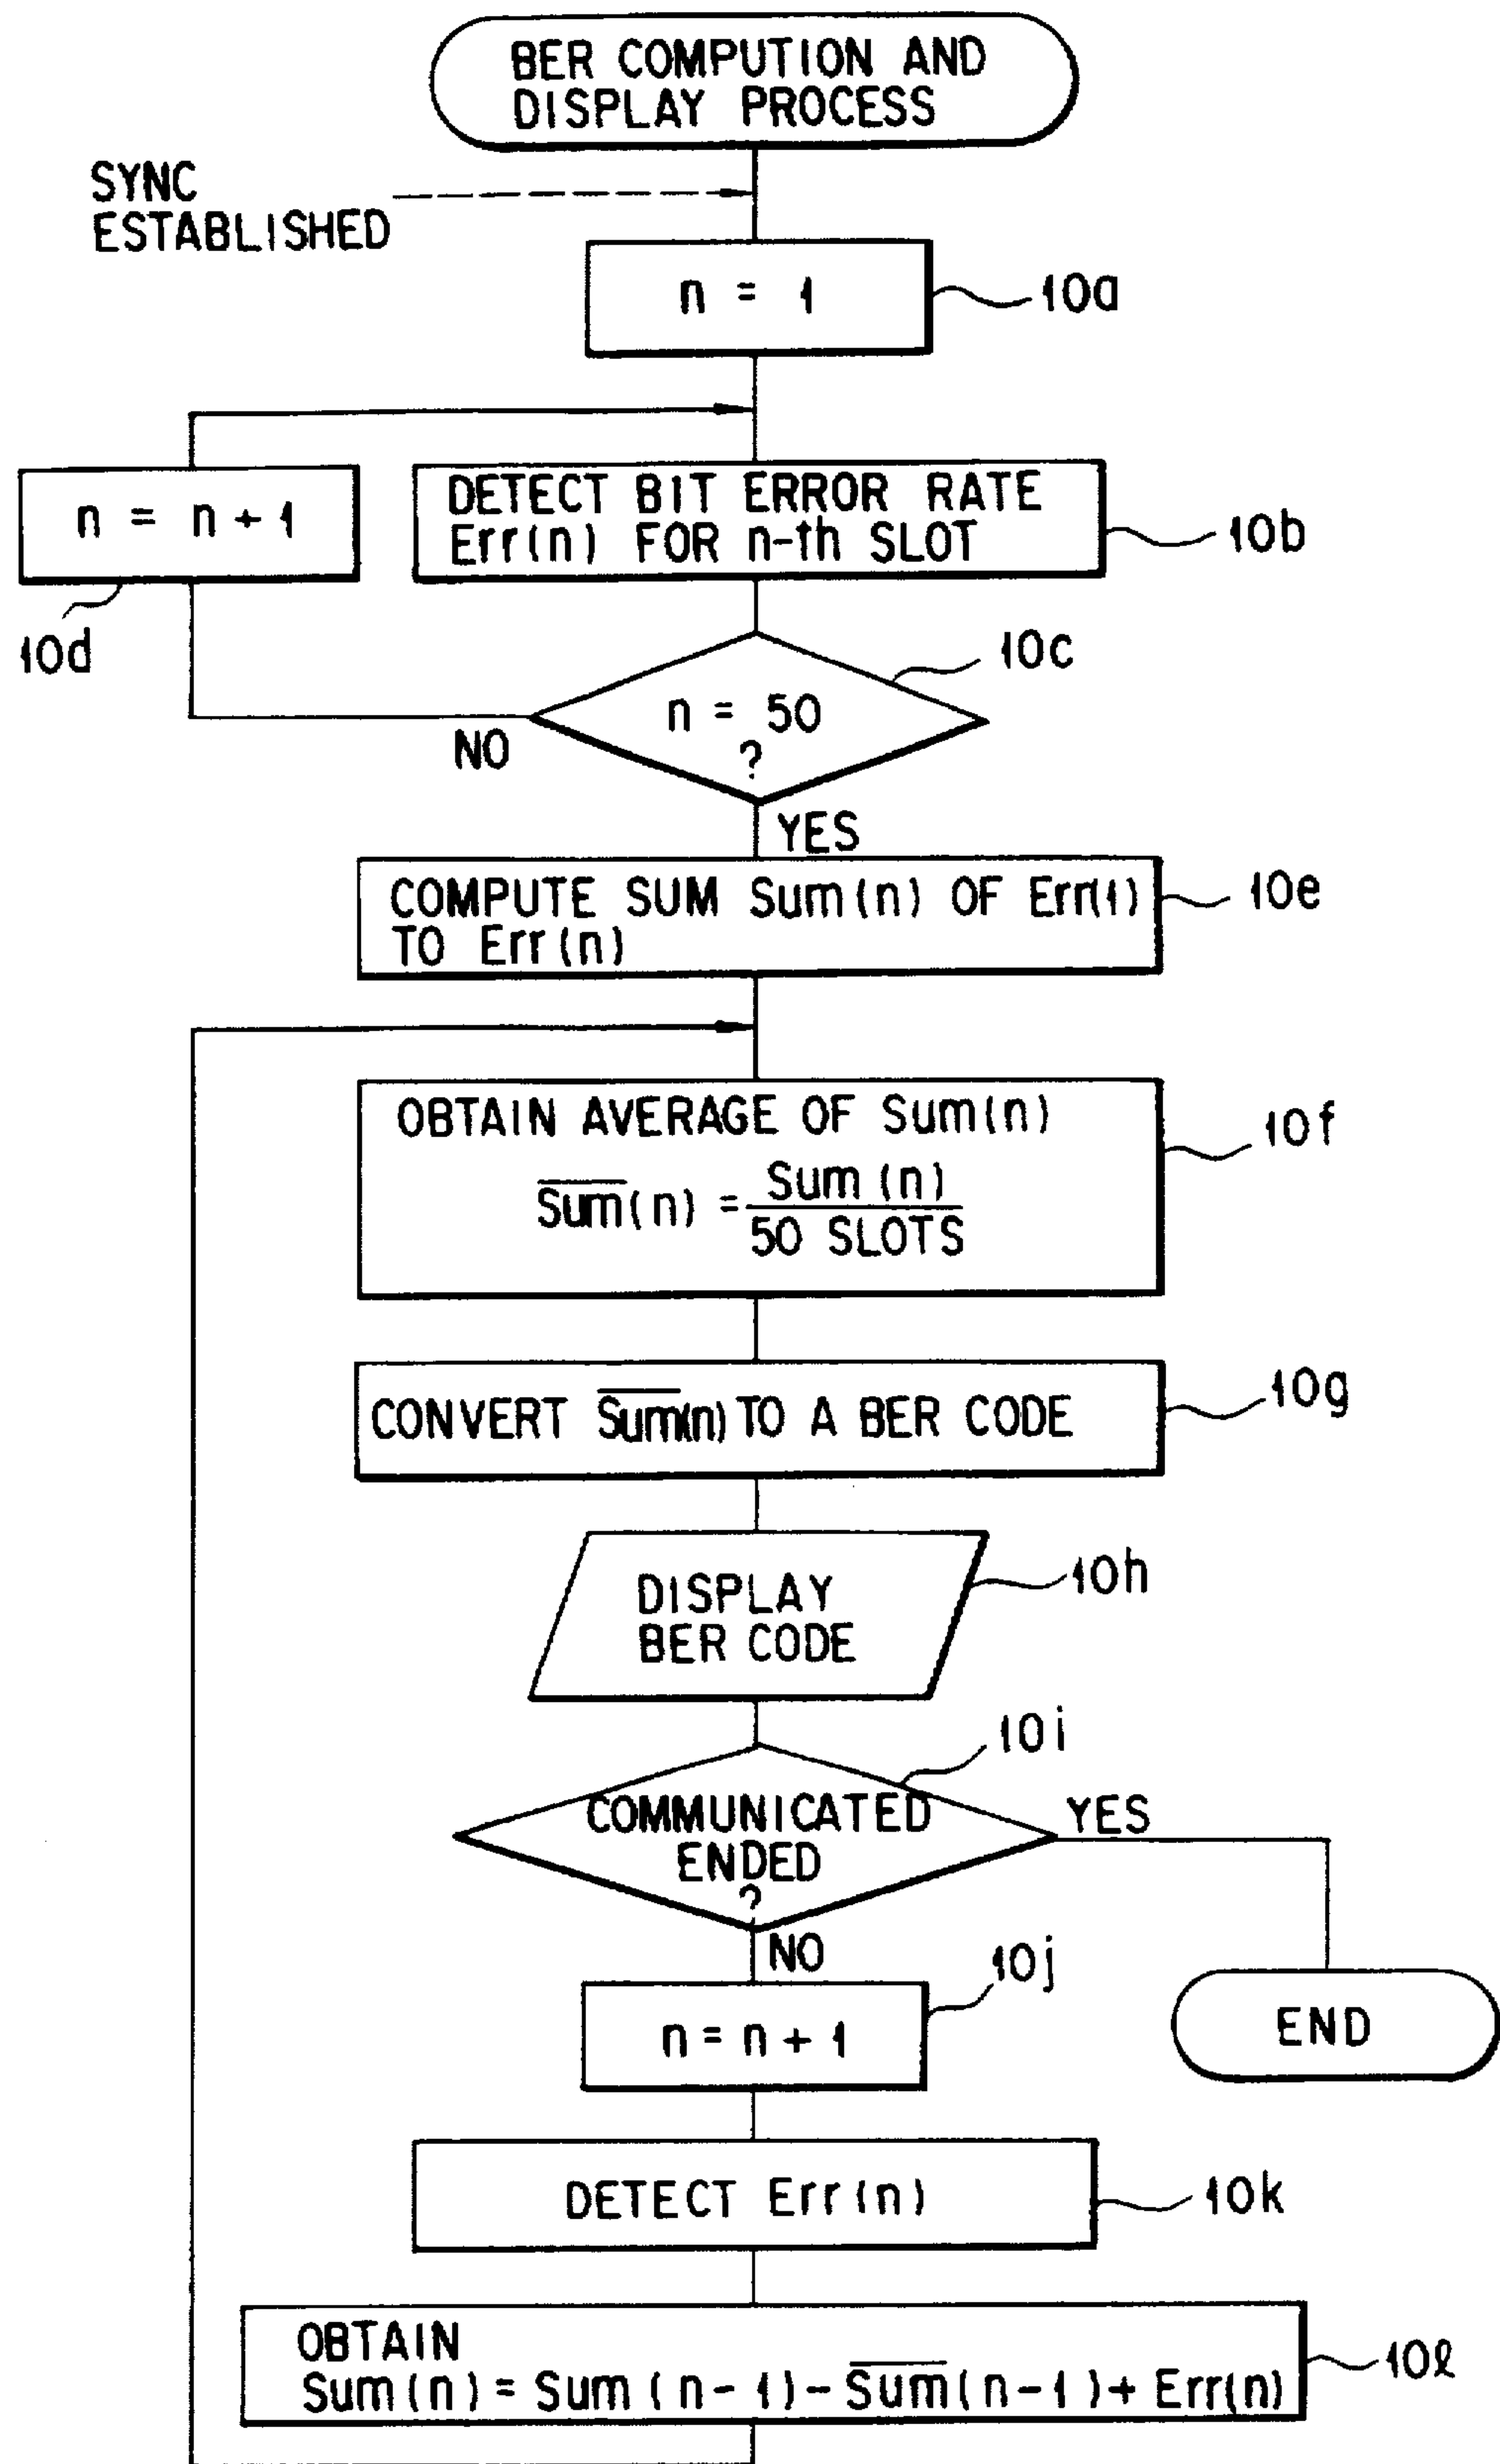 BER COMPUTION AND
DISPLAY PROCESS
SYNC
ESTABLISHED
n = 1
10a
n = n + 1
10d
DETECT BIT ERROR RATE
Err(n) FOR n-th SLOT
10b
n = 50
?
10c
NO
YES
COMPUTE SUM Sum(n) OF Err(1)
TO Err(n)
10e
OBTAIN AVERAGE OF Sum(n)
S̅u̅m̅(n) = Sum (n)
50 SLOTS
10f
CONVERT S̅u̅m̅(n) TO A BER CODE
10g
DISPLAY
BER CODE
10h
COMMUNICATED
ENDED
?
10i
YES
NO
END
n = n + 1
10j
DETECT Err(n)
10k
OBTAIN
Sum(n) = Sum (n-1) - S̅u̅m̅(n-1) + Err(n)
10ℓ